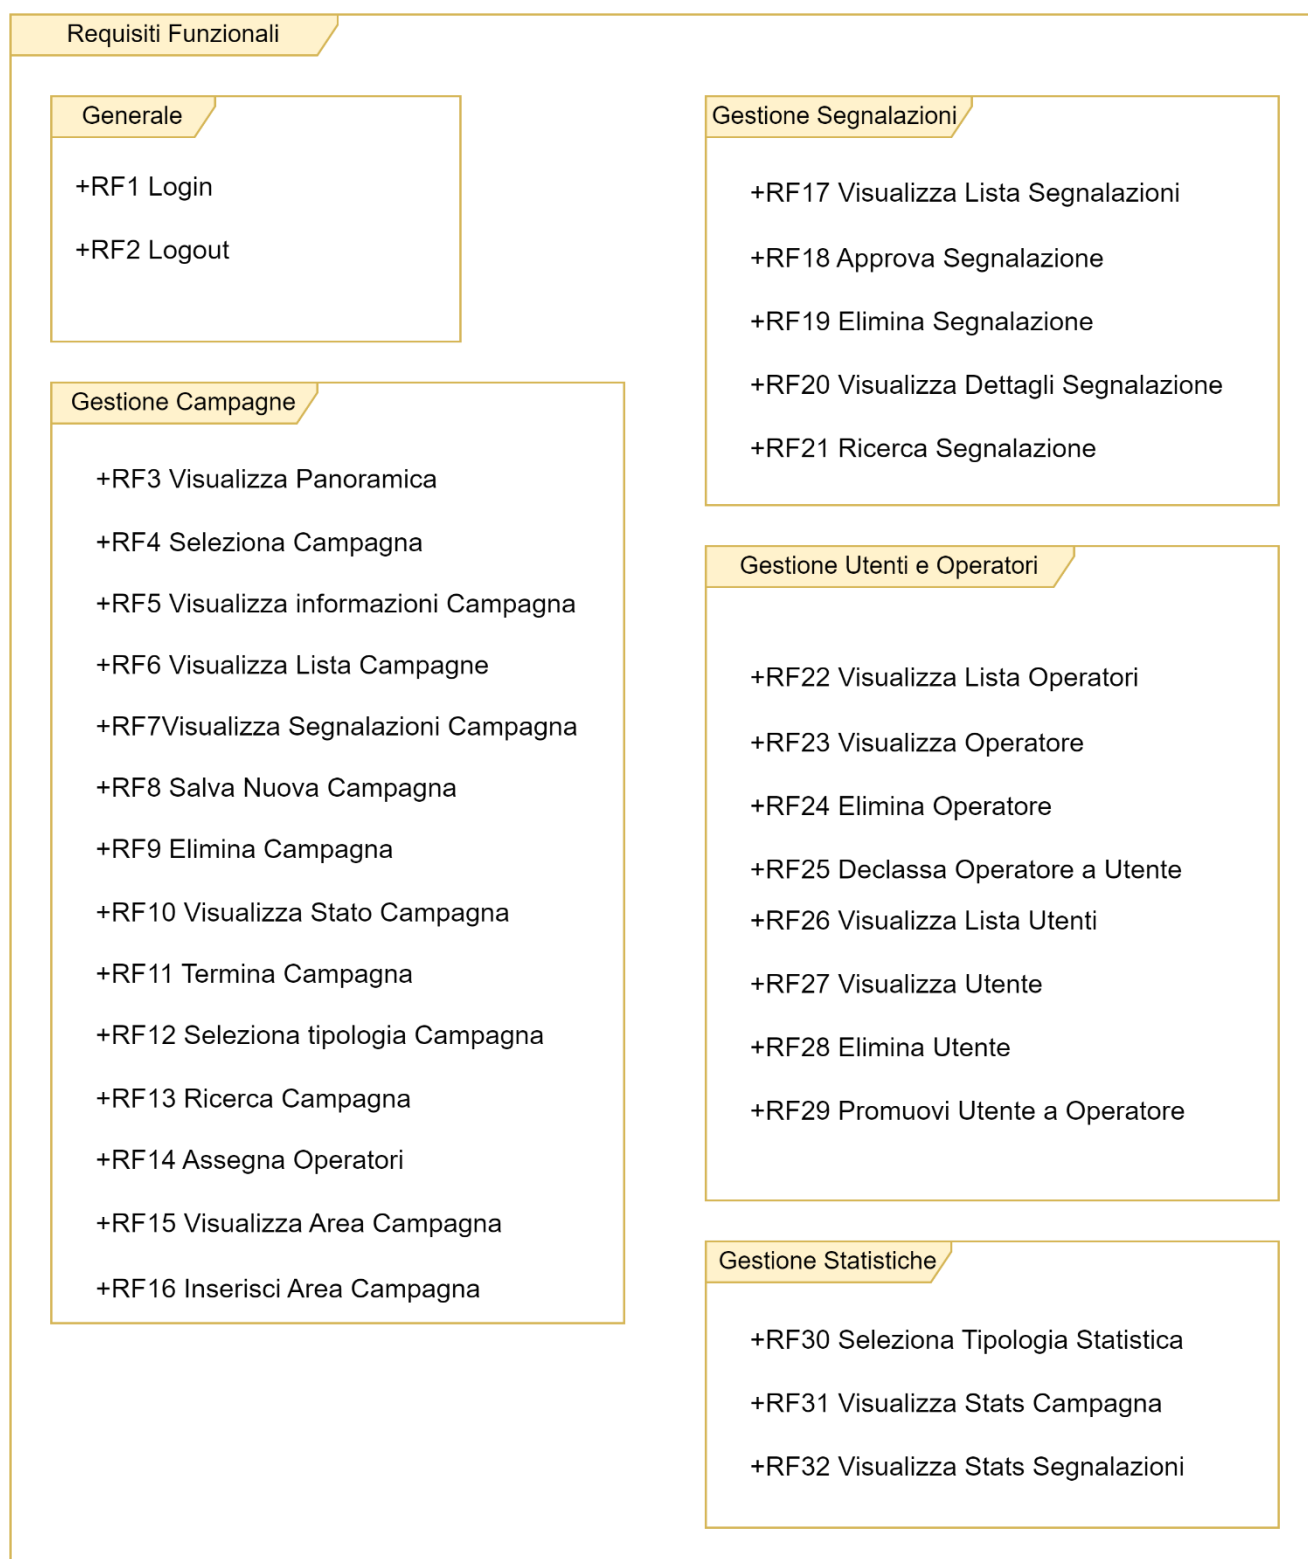 Requisiti Funzionali
Generale
+RF1 Login
+RF2 Logout
Gestione Campagne
+RF3 Visualizza Panoramica
+RF4 Seleziona Campagna
+RF5 Visualizza informazioni Campagna
+RF6 Visualizza Lista Campagne
+RF7Visualizza Segnalazioni Campagna
+RF8 Salva Nuova Campagna
+RF9 Elimina Campagna
+RF10 Visualizza Stato Campagna
+RF11 Termina Campagna
+RF12 Seleziona tipologia Campagna
+RF13 Ricerca Campagna
+RF14 Assegna Operatori
+RF15 Visualizza Area Campagna
+RF16 Inserisci Area Campagna
Gestione Segnalazioni
+RF17 Visualizza Lista Segnalazioni
+RF18 Approva Segnalazione
+RF19 Elimina Segnalazione
+RF20 Visualizza Dettagli Segnalazione
+RF21 Ricerca Segnalazione
Gestione Utenti e Operatori
+RF22 Visualizza Lista Operatori
+RF23 Visualizza Operatore
+RF24 Elimina Operatore
+RF25 Declassa Operatore a Utente
+RF26 Visualizza Lista Utenti
+RF27 Visualizza Utente
+RF28 Elimina Utente
+RF29 Promuovi Utente a Operatore
Gestione Statistiche
+RF30 Seleziona Tipologia Statistica
+RF31 Visualizza Stats Campagna
+RF32 Visualizza Stats Segnalazioni